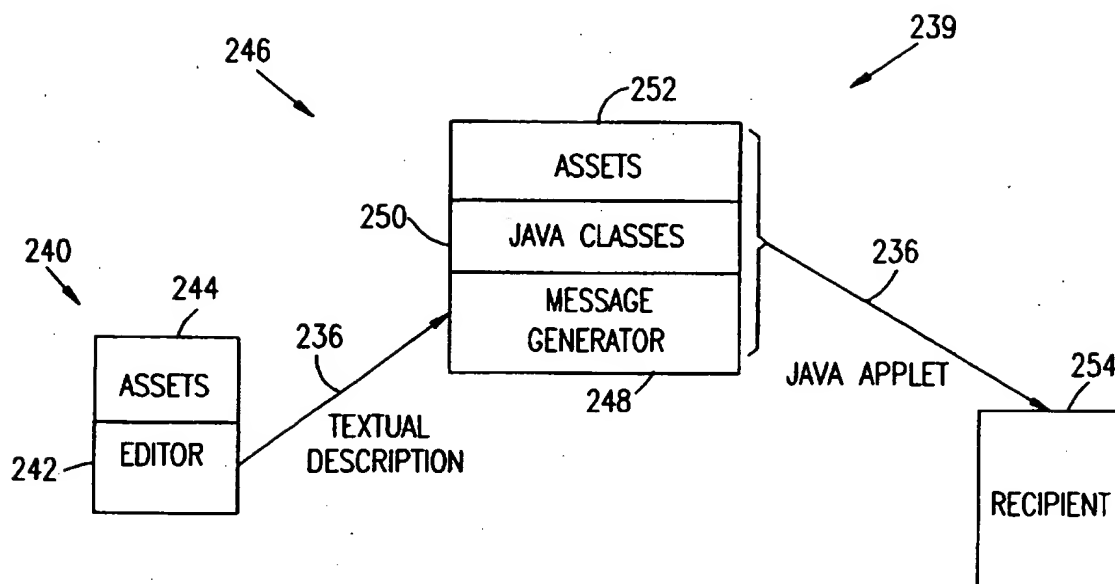 239
246
252
ASSETS
250
JAVA CLASSES
240
236
244
MESSAGE
GENERATOR
236
254
ASSETS
JAVA APPLET
248
TEXTUAL
DESCRIPTION
242
EDITOR
RECIPIENT